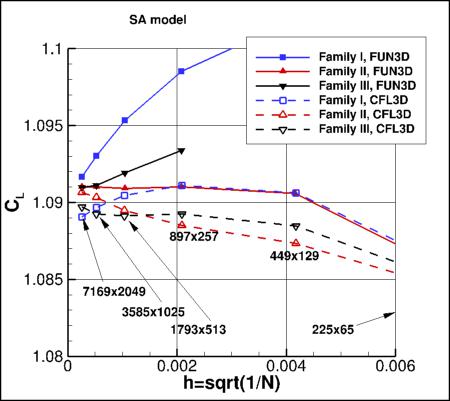 SA model
1.1
1.095
1.09
1.085
1.08
CL
Family I, FUN3D
Family II, FUN3D
Family III, FUN3D
Family I, CFL3D
Family II, CFL3D
Family III, CFL3D
897x257
449x129
7169x2049
3585x1025
1793x513
225x65
0
0.002
0.004
0.006
h=sqrt(1/N)